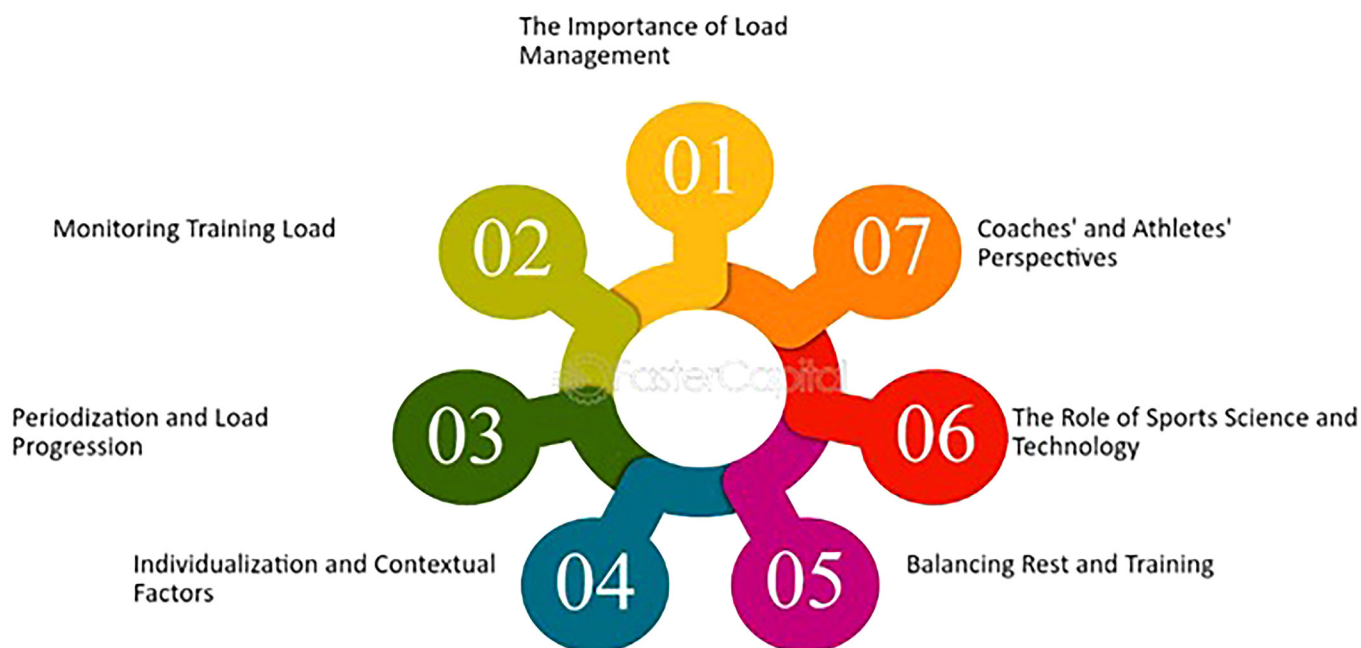 The Importance of Load
Management
01
02
Monitoring Training Load
03
Periodization and Load
Progression
04
Individualization and Contextual
Factors
05
Balancing Rest and Training
06
The Role of Sports Science and
Technology
07
Coaches' and Athletes'
Perspectives
FasterCapital